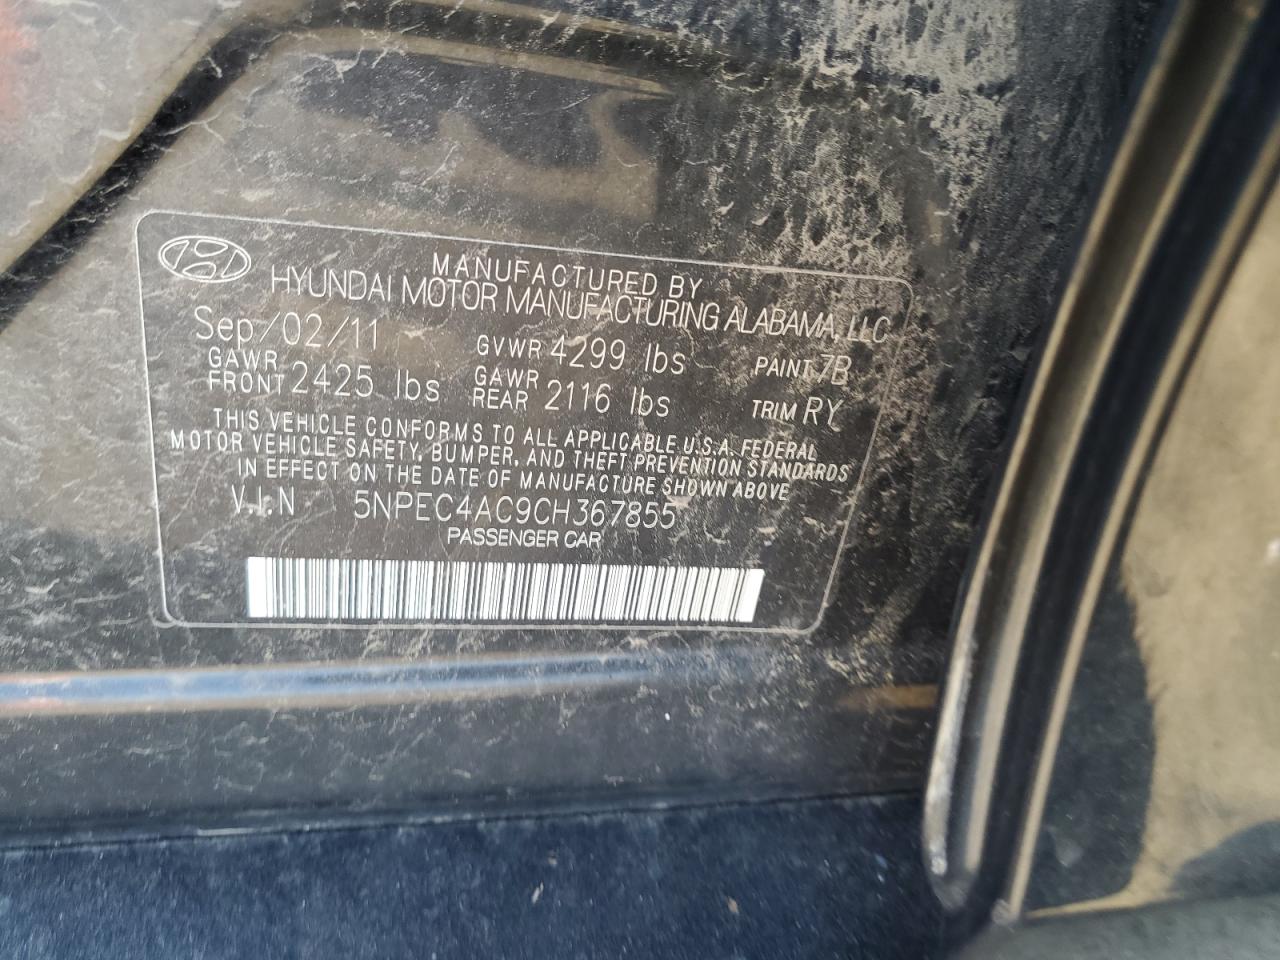 MANUFACTURED BY
HYUNDAI MOTOR MANUFACTURING ALABAMA, LLC
Sep/02/11 GVWR 4299 lbs PAINT 7B
GAWR FRONT 2425 lbs GAWR REAR 2116 lbs TRIM RY
THIS VEHICLE CONFORMS TO ALL APPLICABLE U.S.A. FEDERAL
MOTOR VEHICLE SAFETY, BUMPER, AND THEFT PREVENTION STANDARDS
IN EFFECT ON THE DATE OF MANUFACTURE SHOWN ABOVE
V.I.N 5NPEC4AC9CH367855
PASSENGER CAR